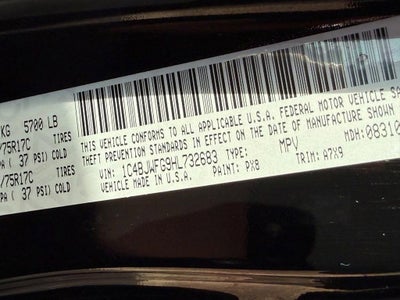 KG 5700 LB
/75R17C TIRES
PA ( 37 PSI) COLD
/75R17C TIRES
PA ( 37 PSI) COLD
THIS VEHICLE CONFORMS TO ALL APPLICABLE U.S.A. FEDERAL MOTOR VEHICLE SA
THEFT PREVENTION STANDARDS IN EFFECT ON THE DATE OF MANUFACTURE SHOWN
MDH: 08310
VIN: 1C4BJWFG9HL732683 TYPE: MPV
VEHICLE MADE IN U.S.A. PAINT: PX8 TRIM: A7X9